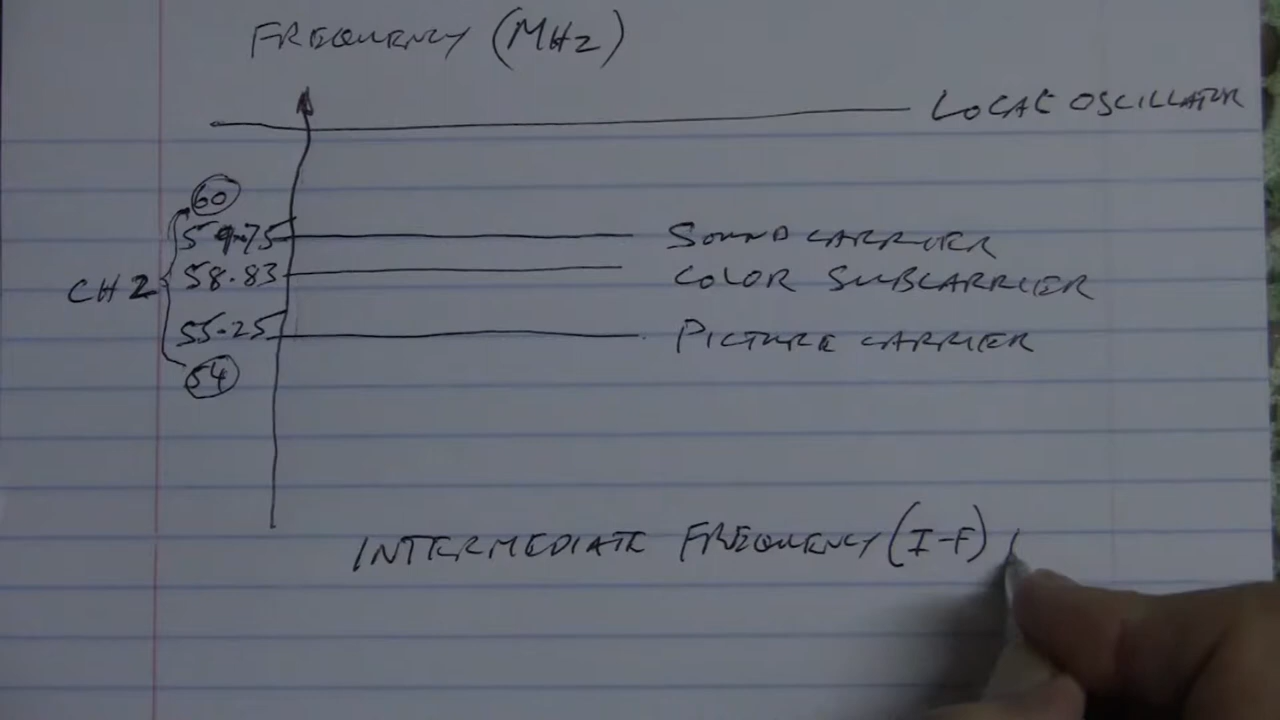 FREQUENCY (MHz)
LOCAL OSCILLATOR
60
59.75 SOUND CARRIER
58.83 COLOR SUBCARRIER
CH 2
55.25 PICTURE CARRIER
54
INTERMEDIATE FREQUENCY (I-F)